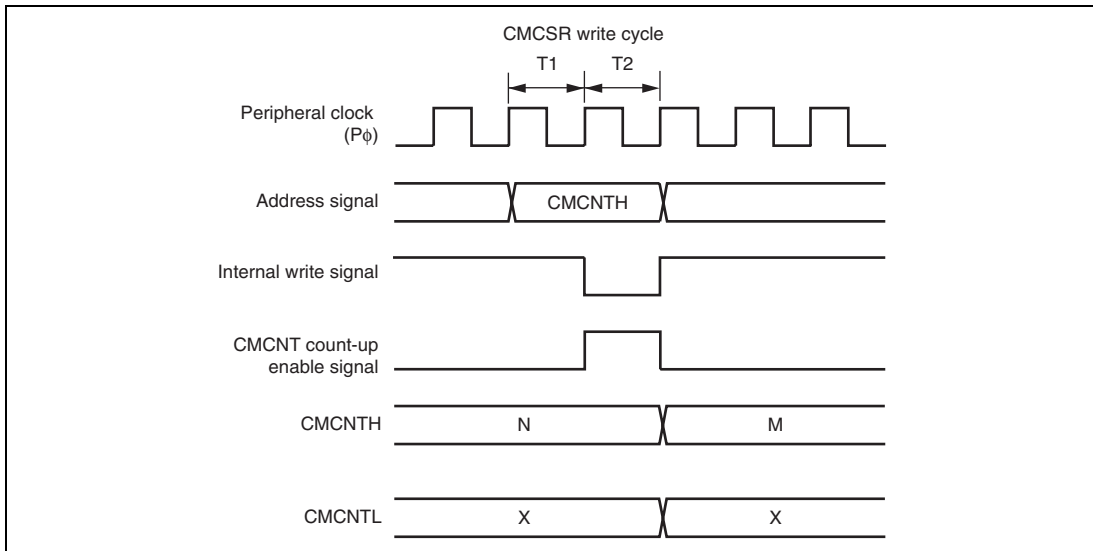 CMCSR write cycle
T1 T2
Peripheral clock
(Pφ)
Address signal CMCNTH
Internal write signal
CMCNT count-up
enable signal
CMCNTH N M
CMCNTL X X